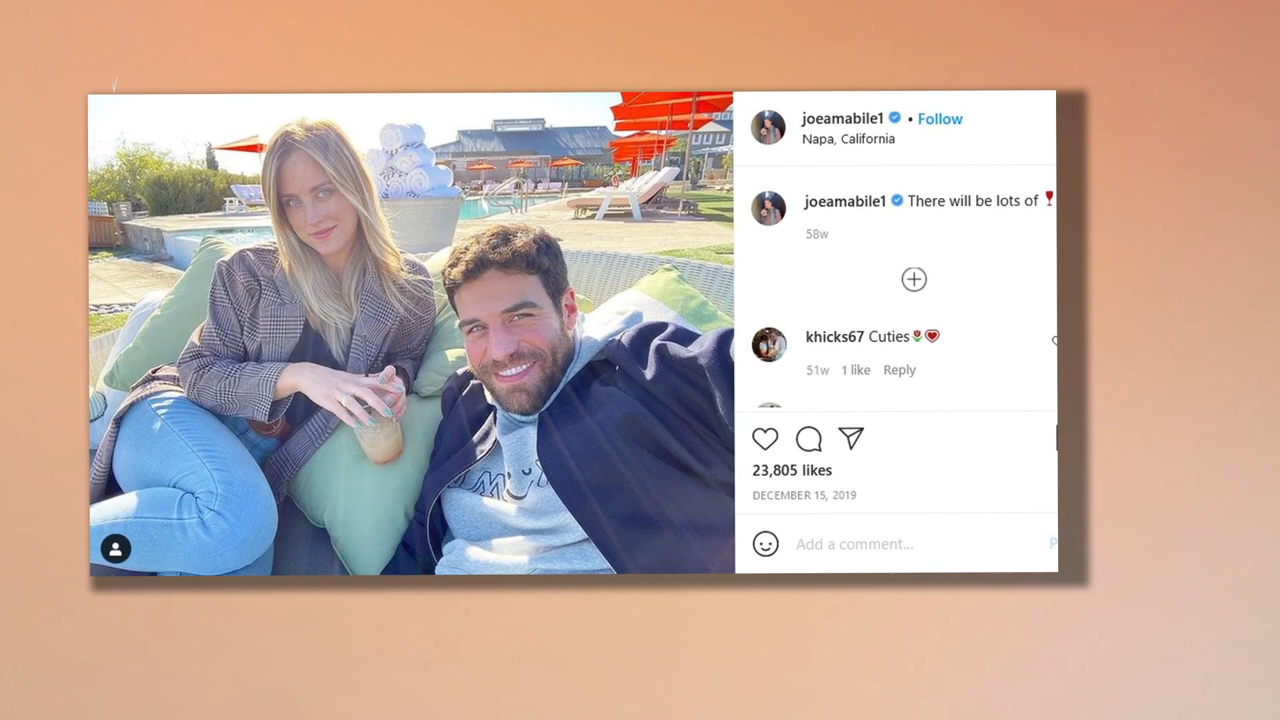 joeamabile1 • Follow
Napa, California
joeamabile1 There will be lots of 🍷
58w
khicks67 Cuties🌷💓
51w 1 like Reply
23,805 likes
DECEMBER 15, 2019
Add a comment...